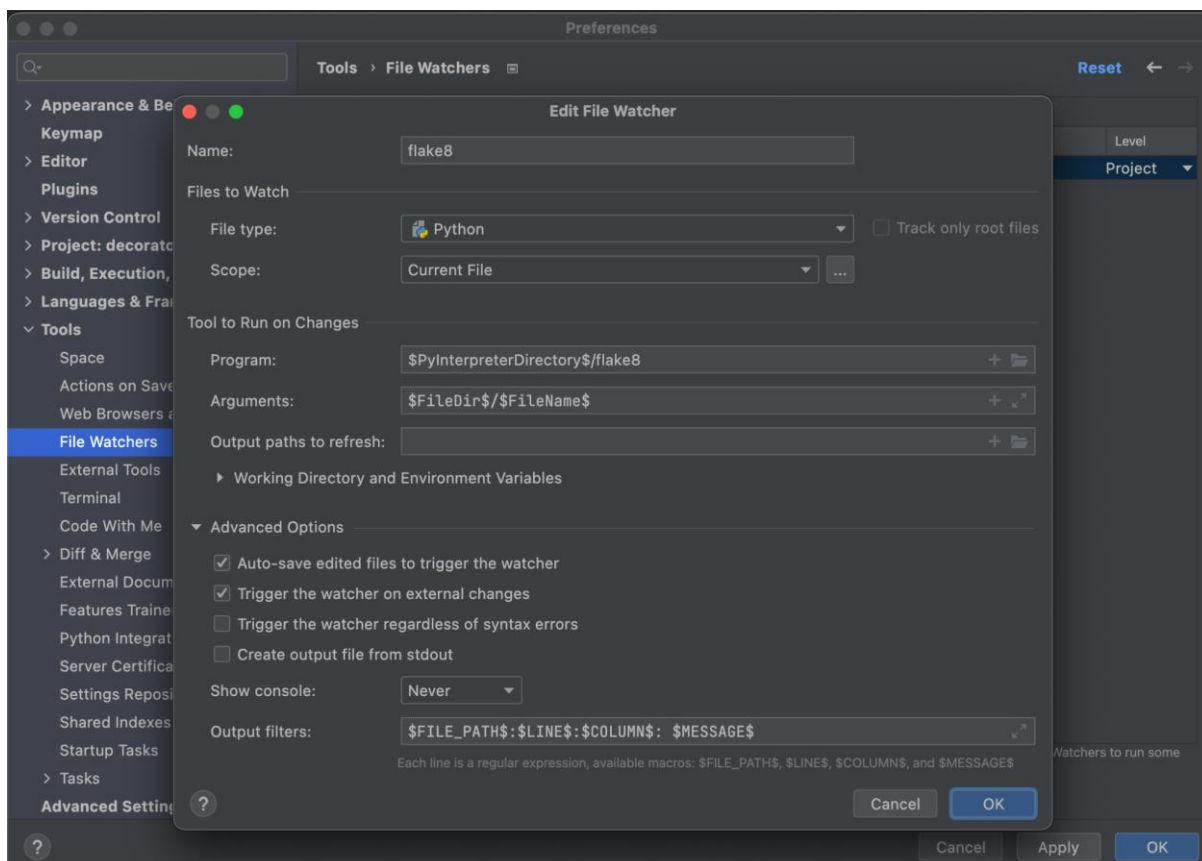 Preferences
Tools › File Watchers
Reset
Appearance & Be
Keymap
Editor
Plugins
Version Control
Project: decorato
Build, Execution,
Languages & Fra
Tools
Space
Actions on Save
Web Browsers a
File Watchers
External Tools
Terminal
Code With Me
Diff & Merge
External Docum
Features Traine
Python Integrat
Server Certifica
Settings Reposi
Shared Indexes
Startup Tasks
Tasks
Advanced Setting
Level
Project
Edit File Watcher
Name: flake8
Files to Watch
File type: Python
Track only root files
Scope: Current File ...
Tool to Run on Changes
Program: $PyInterpreterDirectory$/flake8
Arguments: $FileDir$/$FileName$
Output paths to refresh:
Working Directory and Environment Variables
Advanced Options
Auto-save edited files to trigger the watcher
Trigger the watcher on external changes
Trigger the watcher regardless of syntax errors
Create output file from stdout
Show console: Never
Output filters: $FILE_PATH$:$LINE$:$COLUMN$: $MESSAGE$
Each line is a regular expression, available macros: $FILE_PATH$, $LINE$, $COLUMN$, and $MESSAGE$
? Cancel OK
Watchers to run some
? Cancel Apply OK